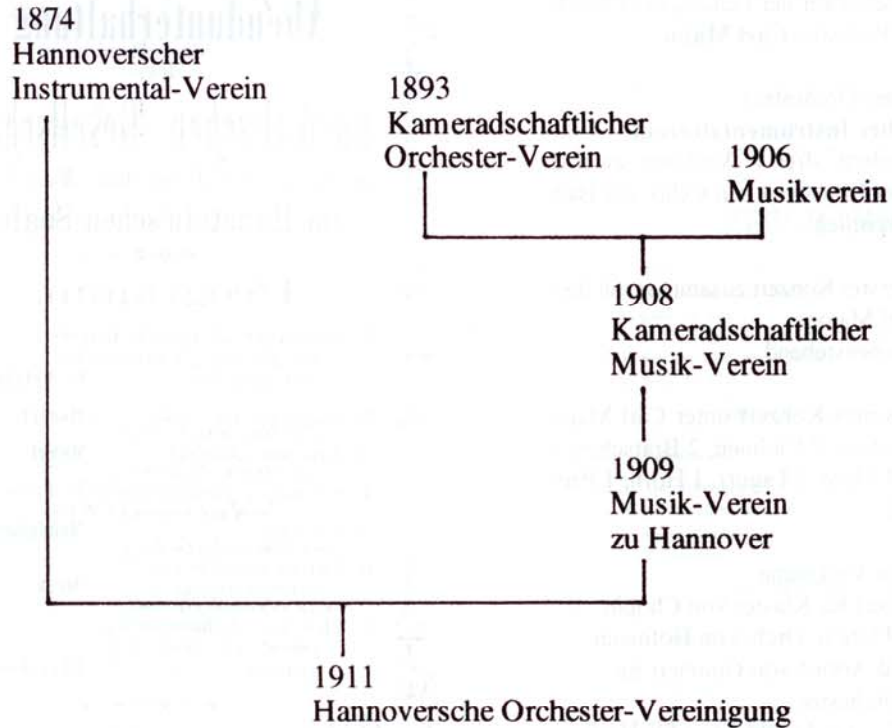 1874
Hannoverscher
Instrumental-Verein
1893
Kameradschaftlicher
Orchester-Verein
1906
Musikverein
1908
Kameradschaftlicher
Musik-Verein
1909
Musik-Verein
zu Hannover
1911
Hannoversche Orchester-Vereinigung